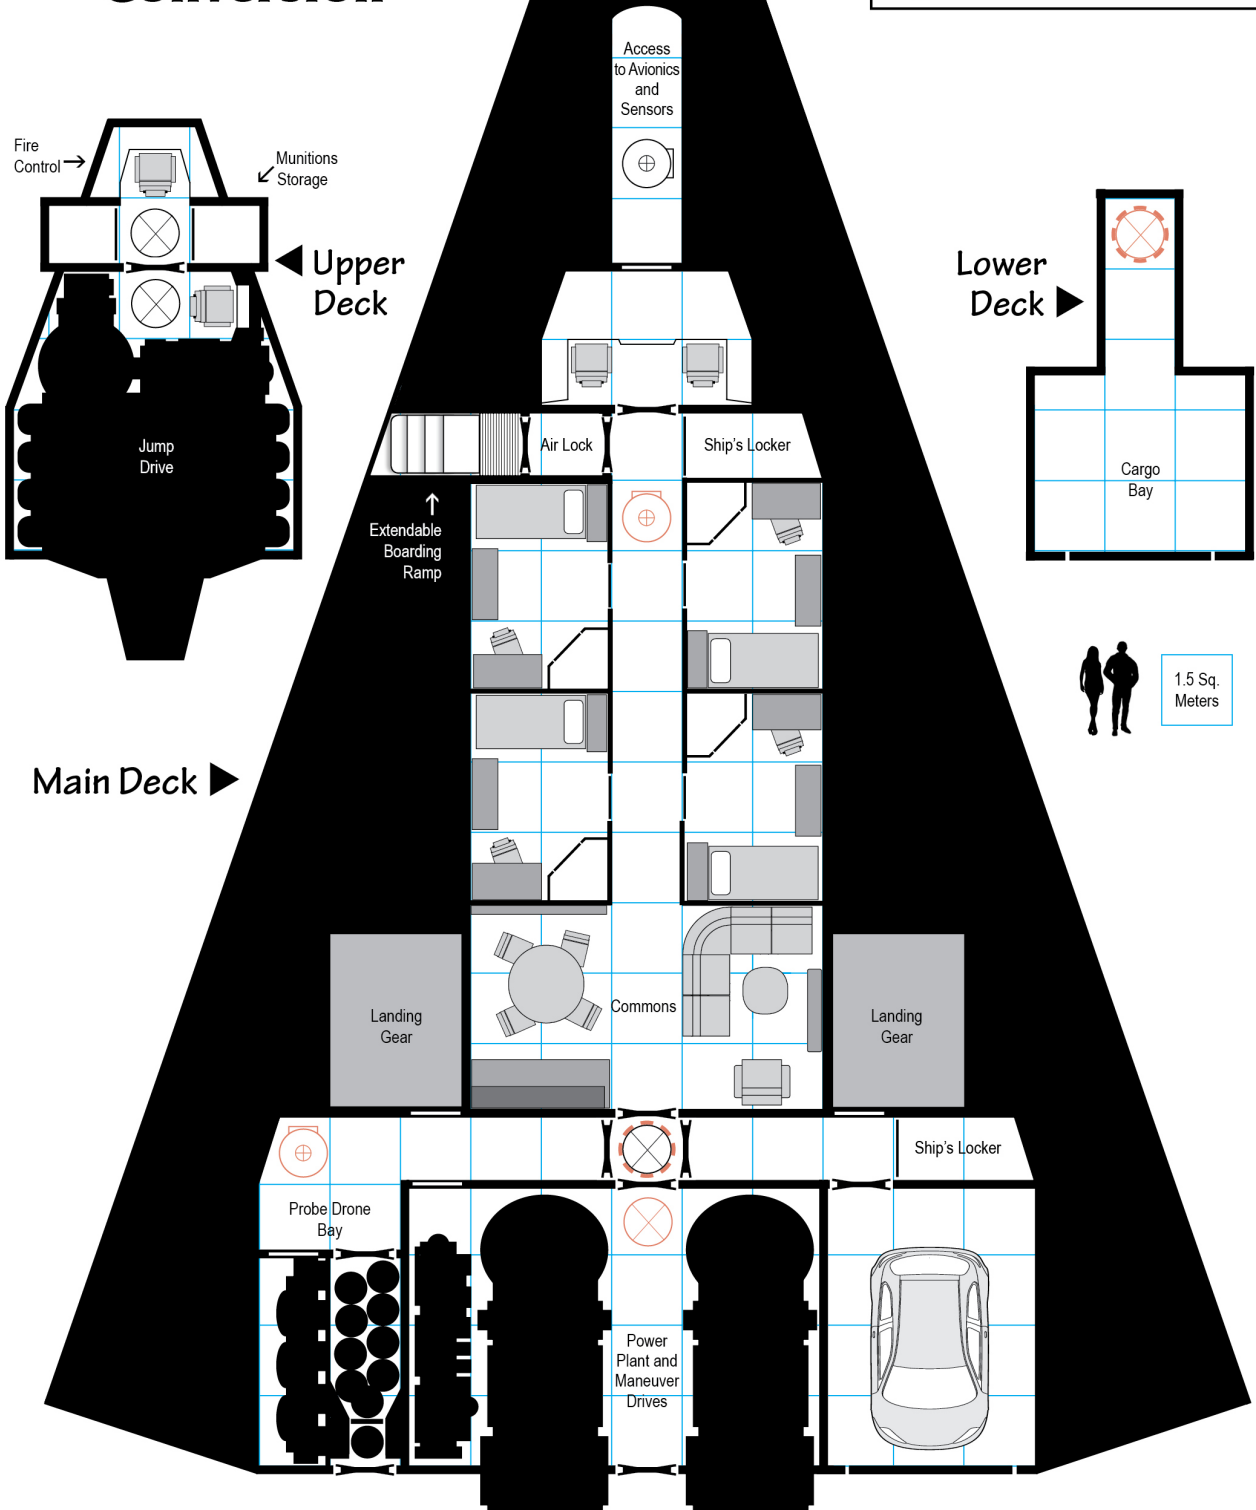 Conversion
Access
to Avionics
and
Sensors
Fire
Control
Munitions
Storage
Upper
Deck
Lower
Deck
Jump
Drive
Air Lock
Ship's Locker
Extendable
Boarding
Ramp
Cargo
Bay
1.5 Sq.
Meters
Main Deck
Commons
Landing
Gear
Landing
Gear
Ship's Locker
Probe Drone
Bay
Power
Plant and
Maneuver
Drives